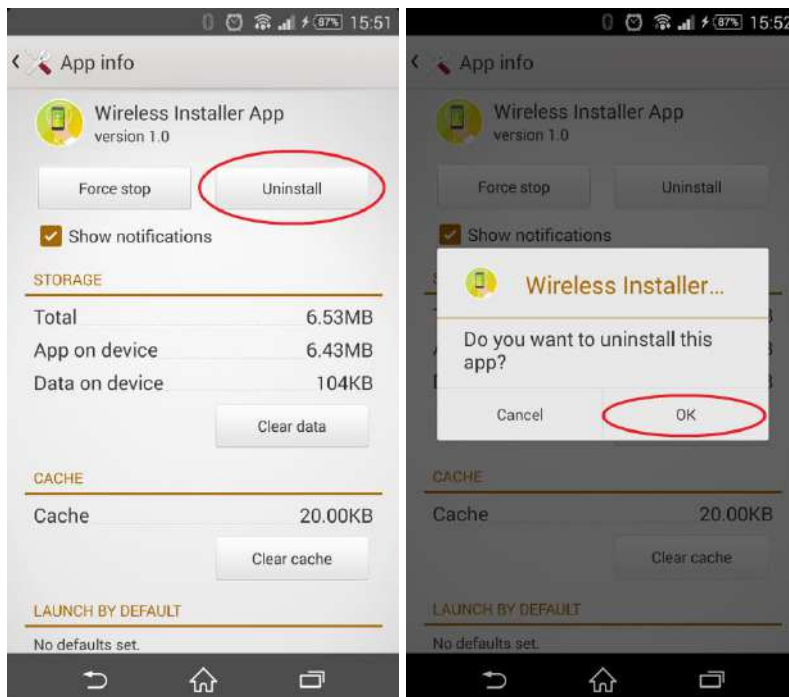 87% 15:51
App info
Wireless Installer App
version 1.0
Force stop
Uninstall
Show notifications
STORAGE
Total 6.53MB
App on device 6.43MB
Data on device 104KB
Clear data
CACHE
Cache 20.00KB
Clear cache
LAUNCH BY DEFAULT
No defaults set.
87% 15:52
App info
Wireless Installer App
version 1.0
Force stop
Uninstall
Show notifications
Wireless Installer...
Do you want to uninstall this
app?
Cancel
OK
CACHE
Cache 20.00KB
Clear cache
LAUNCH BY DEFAULT
No defaults set.